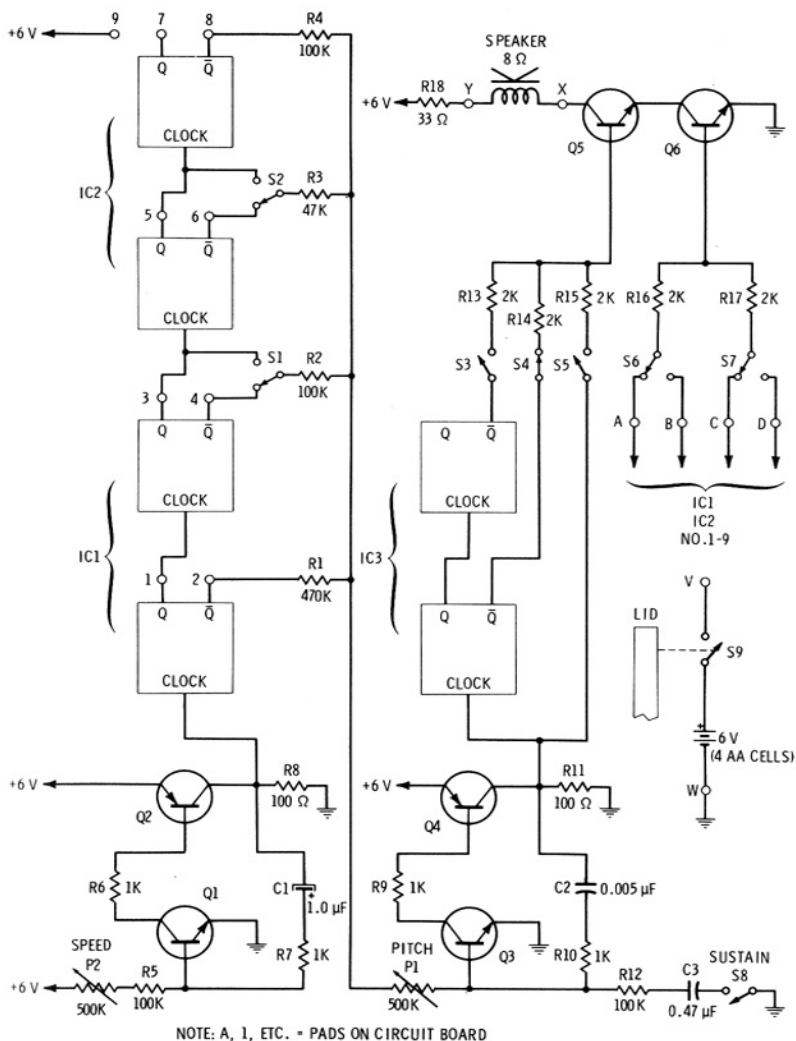 +6 V
9
7
8
R4
100K
Q
Q̅
CLOCK
SPEAKER
8 Ω
R18
+6 V
33 Ω
Y
X
Q5
Q6
IC2
S2
R3
47K
5
6
Q
Q̅
CLOCK
R13
2K
R14
2K
R15
2K
R16
2K
R17
2K
S1
R2
100K
3
4
Q
Q̅
CLOCK
S3
S4
S5
S6
S7
A
B
C
D
IC1
IC2
NO.1-9
IC1
R1
470K
1
2
Q
Q̅
CLOCK
IC3
Q
Q̅
Q
Q̅
CLOCK
V
LID
S9
6 V
(4 AA CELLS)
W
+6 V
Q2
R8
100 Ω
R6
1K
Q1
C1
+
1.0 μF
R7
1K
SPEED
P2
+6 V
500K
R5
100K
+6 V
Q4
R11
100 Ω
R9
1K
Q3
C2
0.005 μF
R10
1K
PITCH
P1
500K
R12
100K
C3
0.47 μF
SUSTAIN
S8
NOTE: A, 1, ETC. = PADS ON CIRCUIT BOARD